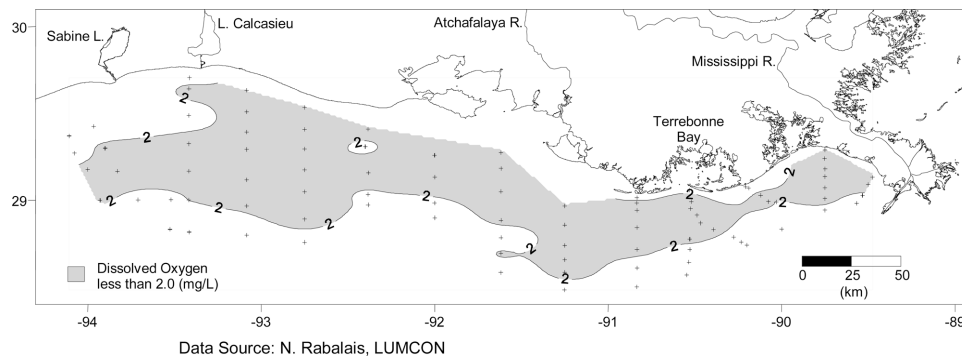 30
Sabine L.
L. Calcasieu
Atchafalaya R.
Mississippi R.
Terrebonne
Bay
2
2
2
2
2
2
2
2
29
2
2
2
2
2
Dissolved Oxygen
less than 2.0 (mg/L)
0 25 50
(km)
-94 -93 -92 -91 -90 -89
Data Source: N. Rabalais, LUMCON